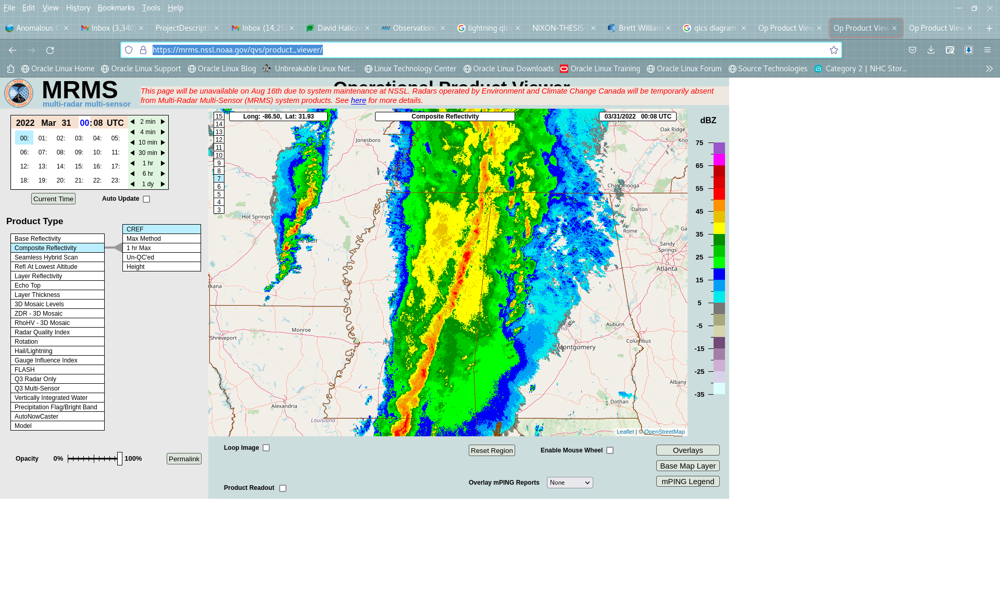 File Edit View History Bookmarks Tools Help
Anomalous C Inbox (3,340) ProjectDescriptio Inbox (14,25 David Halicze Observations lightning qlcs NIXON-THESIS- Brett William qlcs diagram Op Product View Op Product View Op Product View
https://mrms.nssl.noaa.gov/qvs/product_viewer/
Oracle Linux Home Oracle Linux Support Oracle Linux Blog Unbreakable Linux Net... Linux Technology Center Oracle Linux Downloads Oracle Linux Training Oracle Linux Forum Source Technologies Category 2 | NHC Stor...
MRMS
multi-radar multi-sensor
Operational Product Viewer
This page will be unavailable on Aug 16th due to system maintenance at NSSL. Radars operated by Environment and Climate Change Canada will be temporarily absent
from Multi-Radar Multi-Sensor (MRMS) system products. See here for more details.
2022 Mar 31 00:08 UTC
00: 01: 02: 03: 04: 05:
06: 07: 08: 09: 10: 11:
12: 13: 14: 15: 16: 17:
18: 19: 20: 21: 22: 23:
2 min
4 min
10 min
30 min
1 hr
6 hr
1 dy
Current Time Auto Update
Product Type
Base Reflectivity
Composite Reflectivity
Seamless Hybrid Scan
Refl At Lowest Altitude
Layer Reflectivity
Echo Top
Layer Thickness
3D Mosaic Levels
ZDR - 3D Mosaic
RhoHV - 3D Mosaic
Radar Quality Index
Rotation
Hail/Lightning
Gauge Influence Index
FLASH
Q3 Radar Only
Q3 Multi-Sensor
Vertically Integrated Water
Precipitation Flag/Bright Band
AutoNowCaster
Model
CREF
Max Method
1 hr Max
Un-QC'ed
Height
Opacity 0% 100% Permalink
15
14
13
12
11
10
9
8
7
6
5
4
3
Long: -86.50, Lat: 31.93
Composite Reflectivity
03/31/2022 00:08 UTC
Oak Ridge
Kno
Jonesboro
Chattanooga
Hot Springs
Dalton
Rome
Ga
Sandy
Springs
Atlanta
rkana
Monroe
Shreveport
Auburn
Columbus
Montgomery
Albany
Dothan
Alexandria
Louisiana
Leaflet | © OpenStreetMap
dBZ
75
65
55
45
35
25
15
5
-5
-15
-25
-35
Loop Image
Reset Region
Enable Mouse Wheel
Overlays
Base Map Layer
mPING Legend
Product Readout
Overlay mPING Reports None